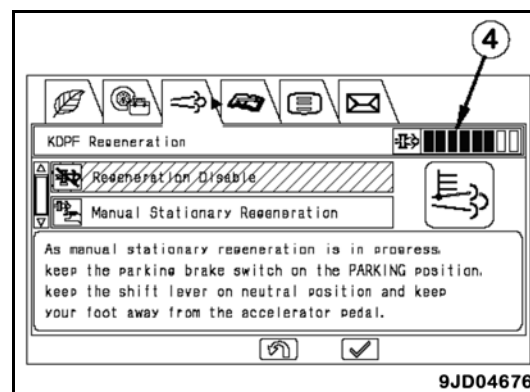 4
KDPF Regeneration
Regeneration Disable
Manual Stationary Regeneration
As manual stationary regeneration is in progress,
keep the parking brake switch on the PARKING position,
keep the shift lever on neutral position and keep
your foot away from the accelerator pedal.
9JD04676